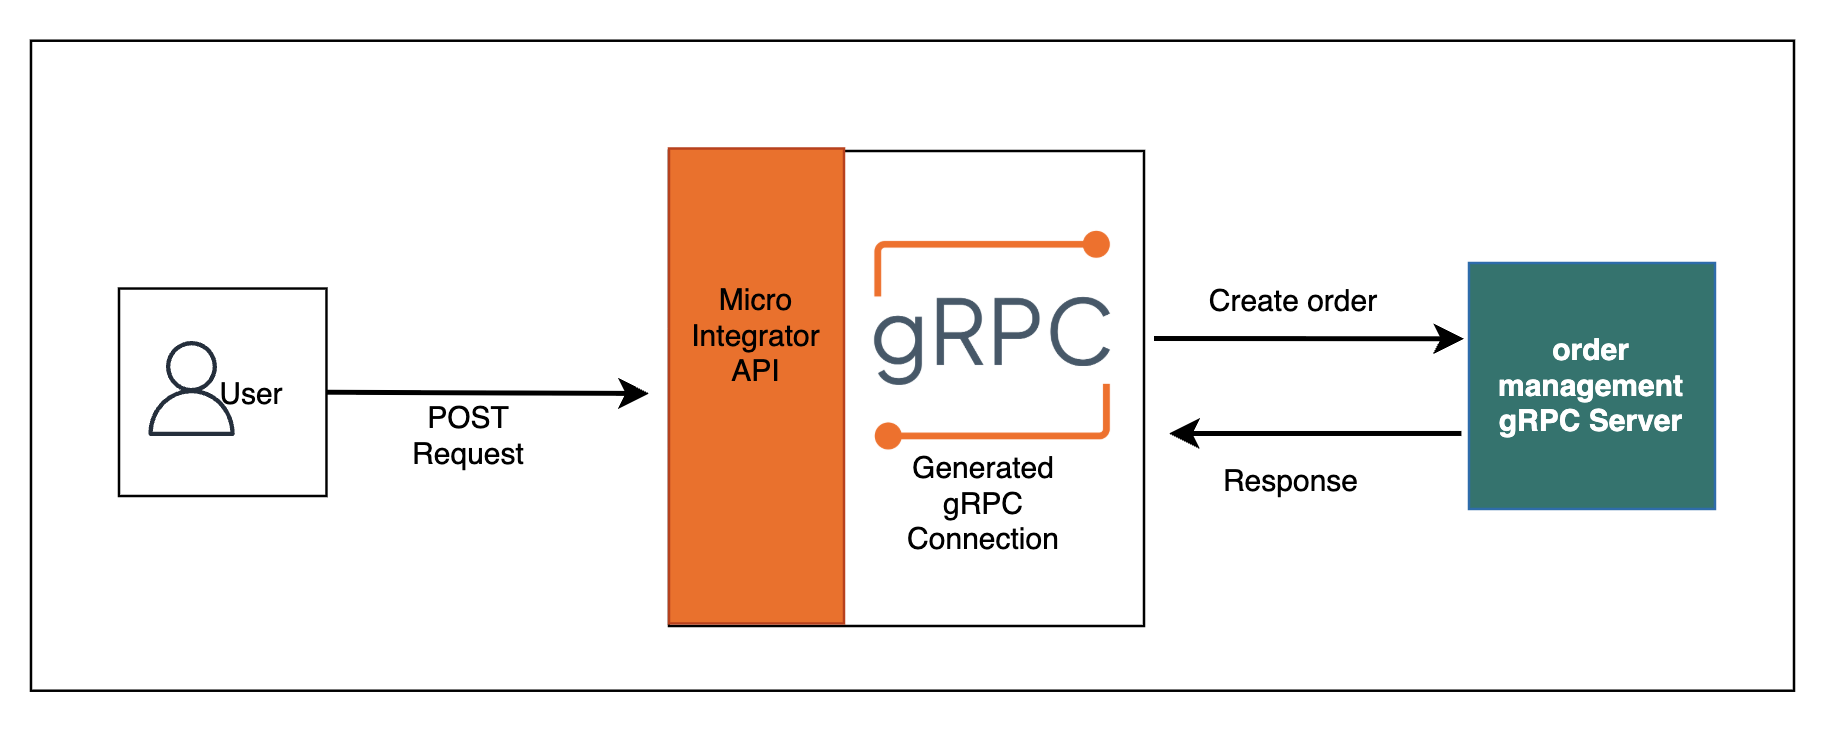 User
POST
Request
Micro
Integrator
API
gRPC
Generated
gRPC
Connection
Create order
Response
order
management
gRPC Server